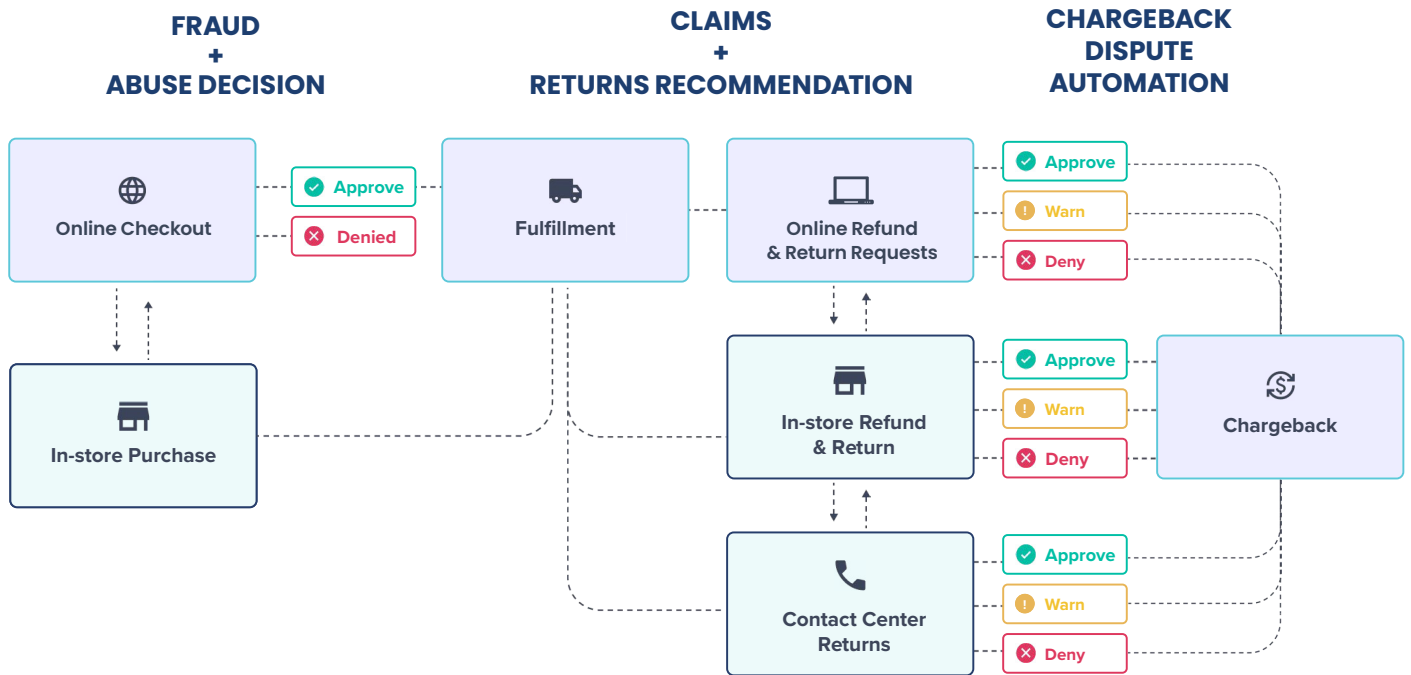 FRAUD
+
ABUSE DECISION
CLAIMS
+
RETURNS RECOMMENDATION
CHARGEBACK
DISPUTE
AUTOMATION
Online Checkout
Approve
Denied
Fulfillment
Online Refund
& Return Requests
Approve
Warn
Deny
In-store Purchase
In-store Refund
& Return
Approve
Warn
Deny
Chargeback
Contact Center
Returns
Approve
Warn
Deny